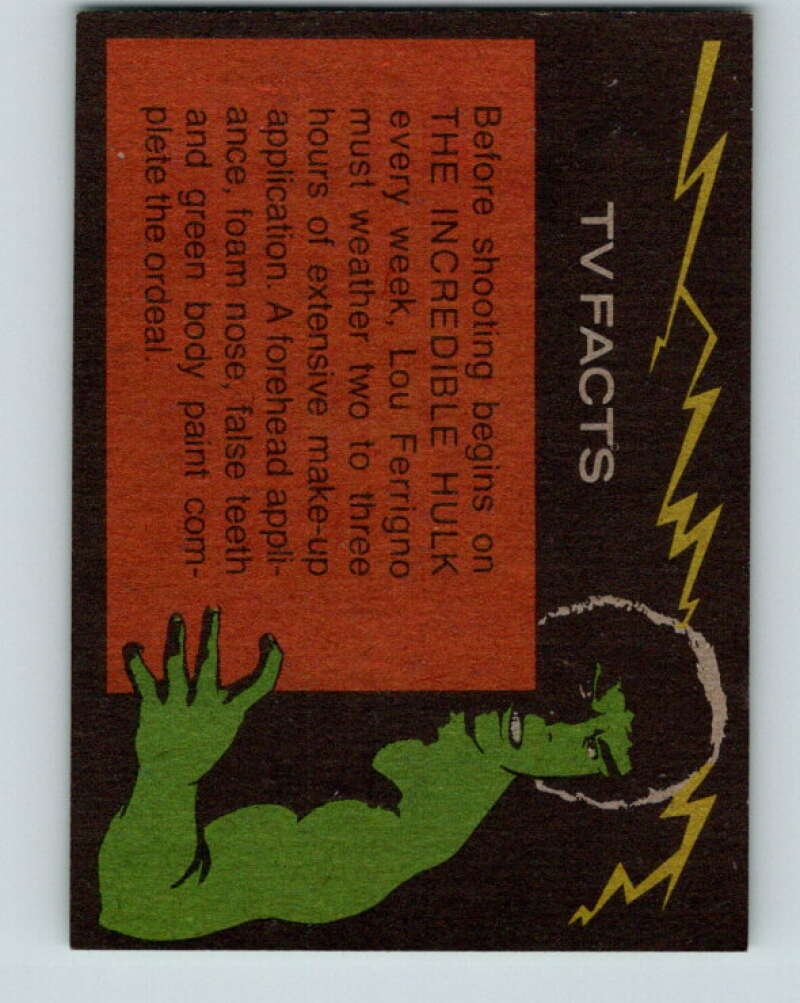 TV FACTS
Before shooting begins on
THE INCREDIBLE HULK
every week, Lou Ferrigno
must weather two to three
hours of extensive make-up
application. A forehead appli-
ance, foam nose, false teeth
and green body paint com-
plete the ordeal.